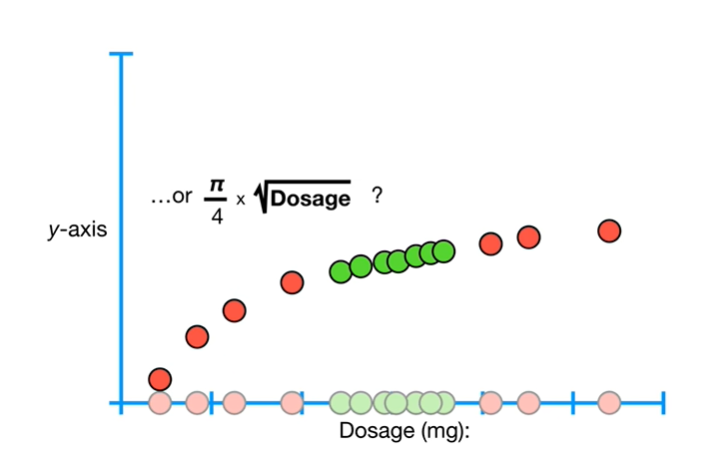 ...or π/4 x √Dosage ?
y-axis
Dosage (mg):